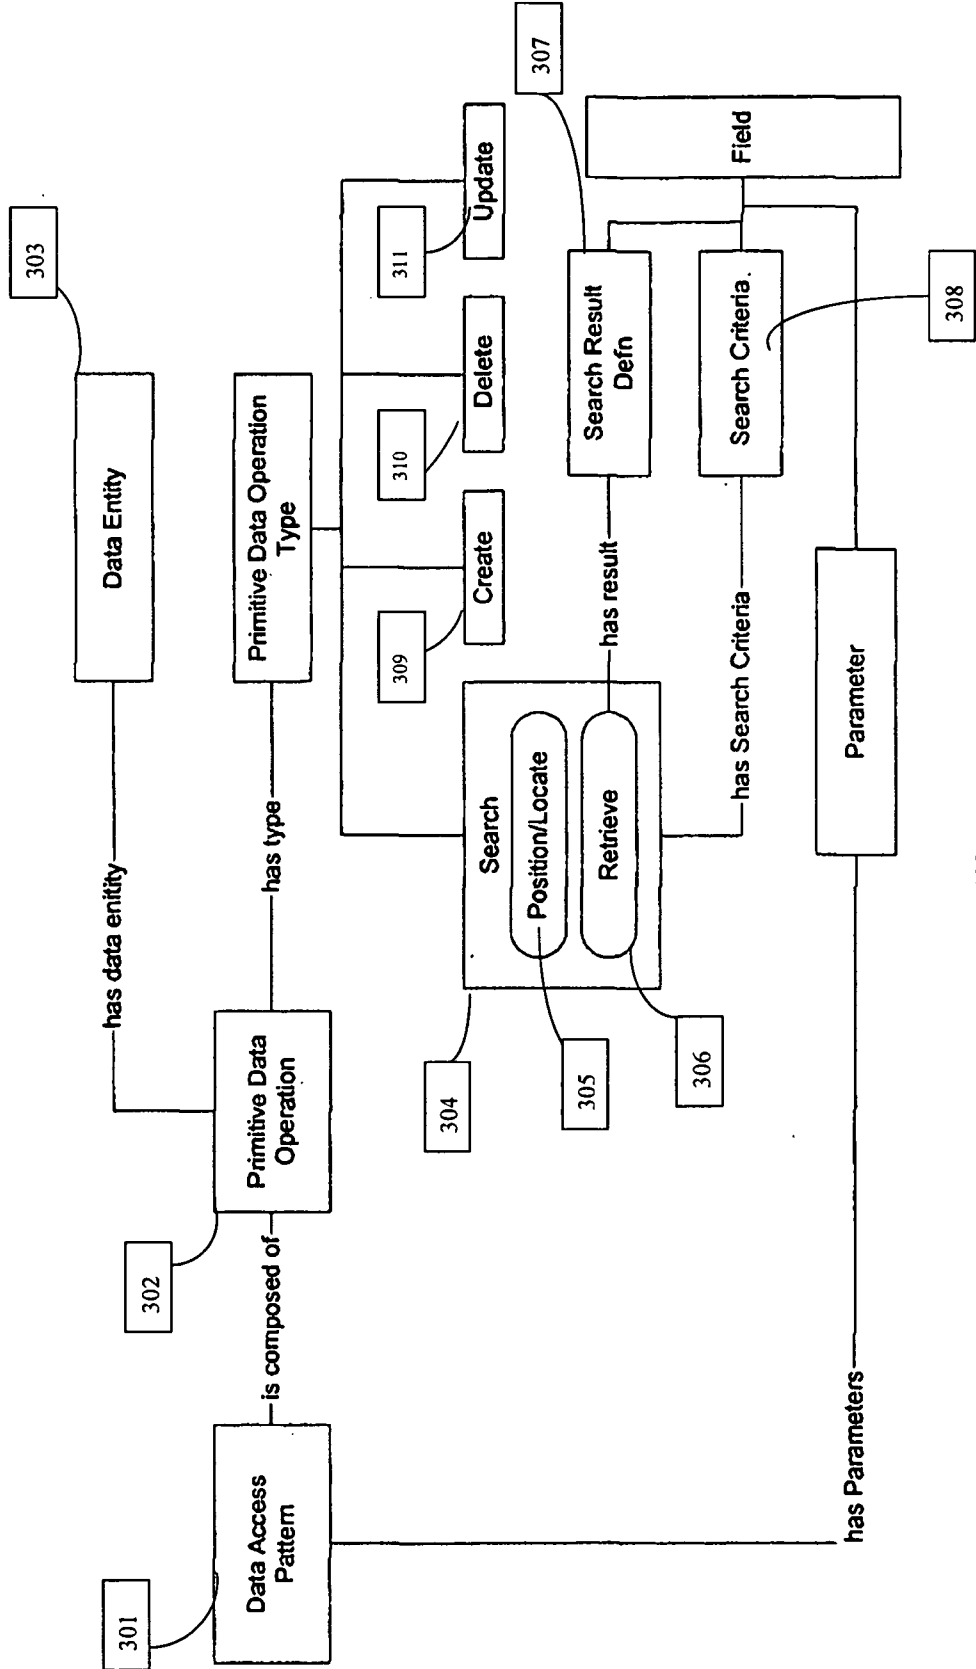 303
Data Entity
has data enitity
302
301
Data Access
Pattern
is composed of
Primitive Data
Operation
has type
Primitive Data Operation
Type
304
305
306
Search
Position/Locate
Retrieve
309
Create
310
Delete
311
Update
has result
Search Result
Defn
307
has Search Criteria
Search Criteria.
308
Field
has Parameters
Parameter